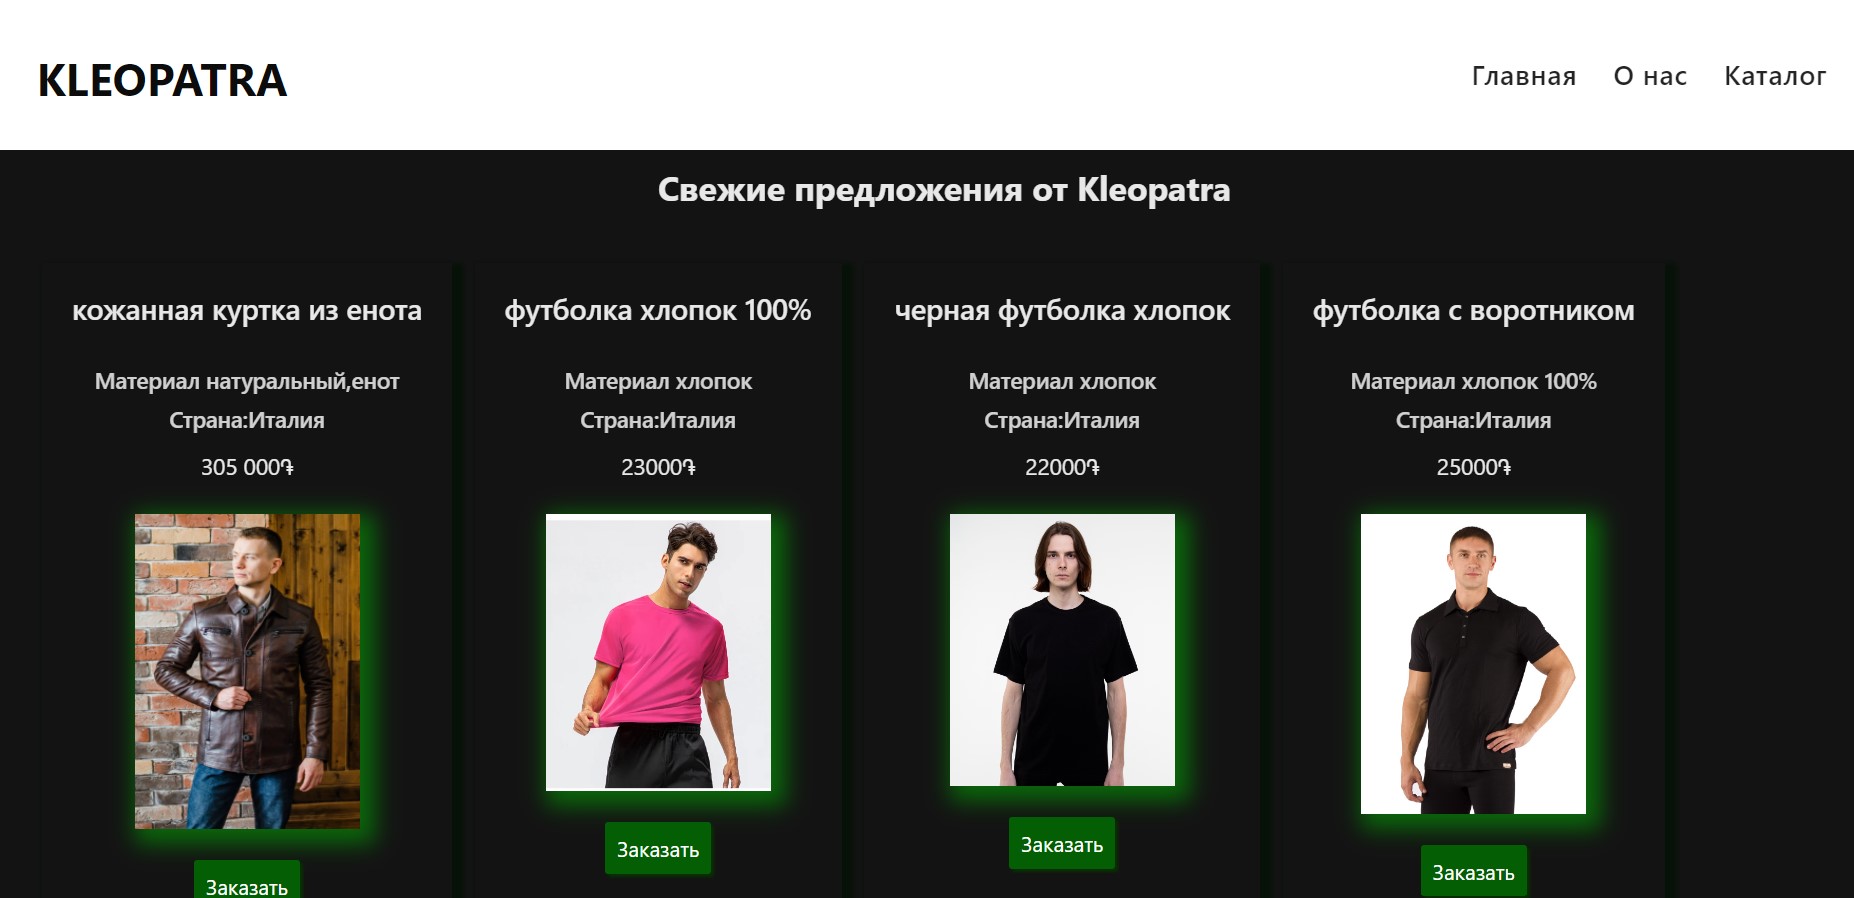 KLEOPATRA
Главная О нас Каталог
Свежие предложения от Kleopatra
кожанная куртка из енота
Материал натуральный,енот
Страна:Италия
305 000֏
Заказать
футболка хлопок 100%
Материал хлопок
Страна:Италия
23000֏
Заказать
черная футболка хлопок
Материал хлопок
Страна:Италия
22000֏
Заказать
футболка с воротником
Материал хлопок 100%
Страна:Италия
25000֏
Заказать